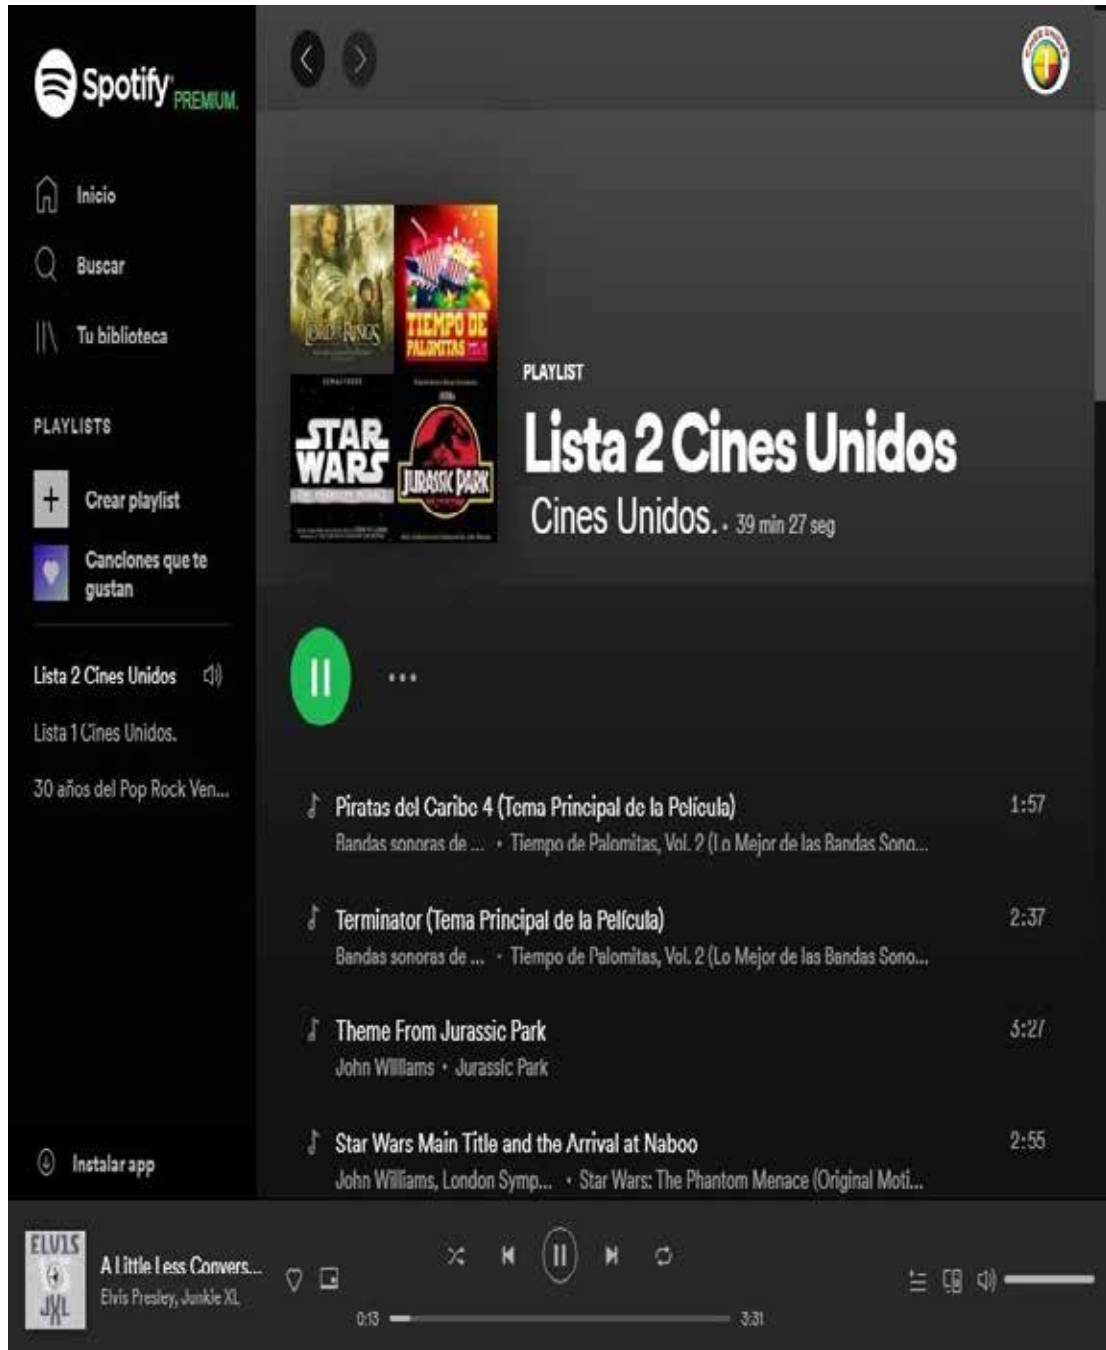 Spotify
PREMIUM.
Inicio
Buscar
Tu biblioteca
PLAYLISTS
Crear playlist
Canciones que te
gustan
Lista 2 Cines Unidos
Lista 1 Cines Unidos.
30 años del Pop Rock Ven...
Instalar app
CINES UNIDOS
THE LORD OF THE RINGS
TIEMPO DE
PALOMITAS
STAR
WARS
THE PHANTOM MENACE
JURASSIC PARK
PLAYLIST
Lista 2 Cines Unidos
Cines Unidos. • 39 min 27 seg
...
Piratas del Caribe 4 (Tema Principal de la Película) 1:57
Bandas sonoras de ... • Tiempo de Palomitas, Vol. 2 (Lo Mejor de las Bandas Sono...
Terminator (Tema Principal de la Película) 2:37
Bandas sonoras de ... • Tiempo de Palomitas, Vol. 2 (Lo Mejor de las Bandas Sono...
Theme From Jurassic Park 3:27
John Williams • Jurassic Park
Star Wars Main Title and the Arrival at Naboo 2:55
John Williams, London Symp... • Star Wars: The Phantom Menace (Original Moti...
ELVIS
JXL
A Little Less Convers...
Elvis Presley, Junkie XL
0:13 3:31